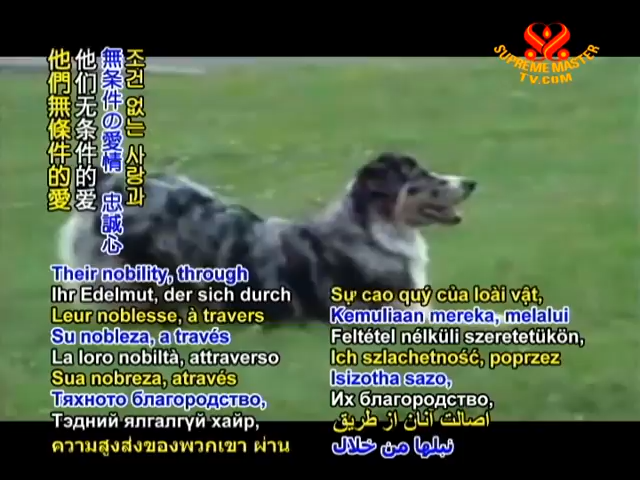 SUPREME MASTER
TV.COM
조건 없는 사랑과
無条件の愛情 忠誠心
他们无条件的爱
他們無條件的愛
Their nobility, through
Ihr Edelmut, der sich durch
Leur noblesse, à travers
Su nobleza, a través
La loro nobiltà, attraverso
Sua nobreza, através
Тяхното благородство,
Тэдний ялгалгүй хайр,
ความสูงส่งของพวกเขา ผ่าน
Sự cao quý của loài vật,
Kemuliaan mereka, melalui
Feltétel nélküli szeretetükön,
Ich szlachetność, poprzez
Isizotha sazo,
Их благородство,
اصالت آنان از طریق
نبلها من خلال